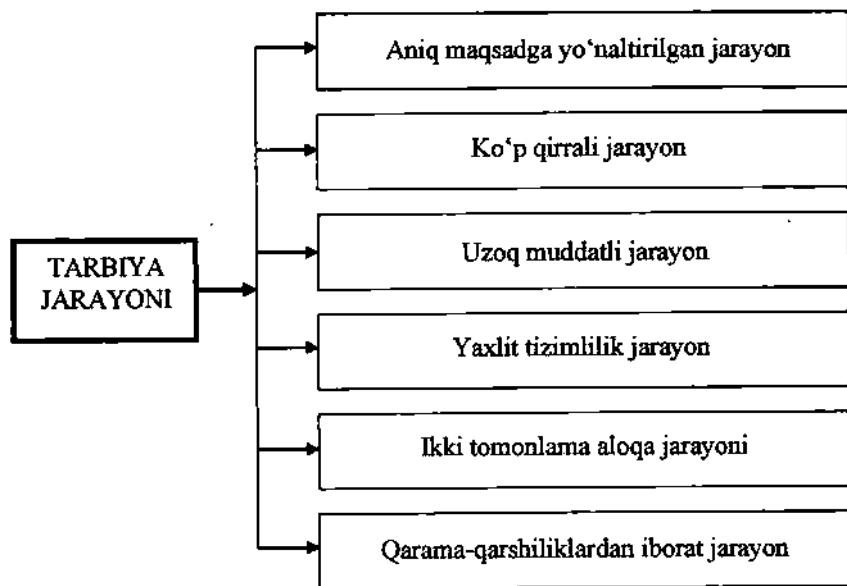 Aniq maqsadga yo‘naltirilgan jarayon
Ko‘p qirrali jarayon
Uzoq muddatli jarayon
TARBIYA
JARAYONI
Yaxlit tizimlilik jarayon
Ikki tomonlama aloqa jarayoni
Qarama-qarshiliklardan iborat jarayon